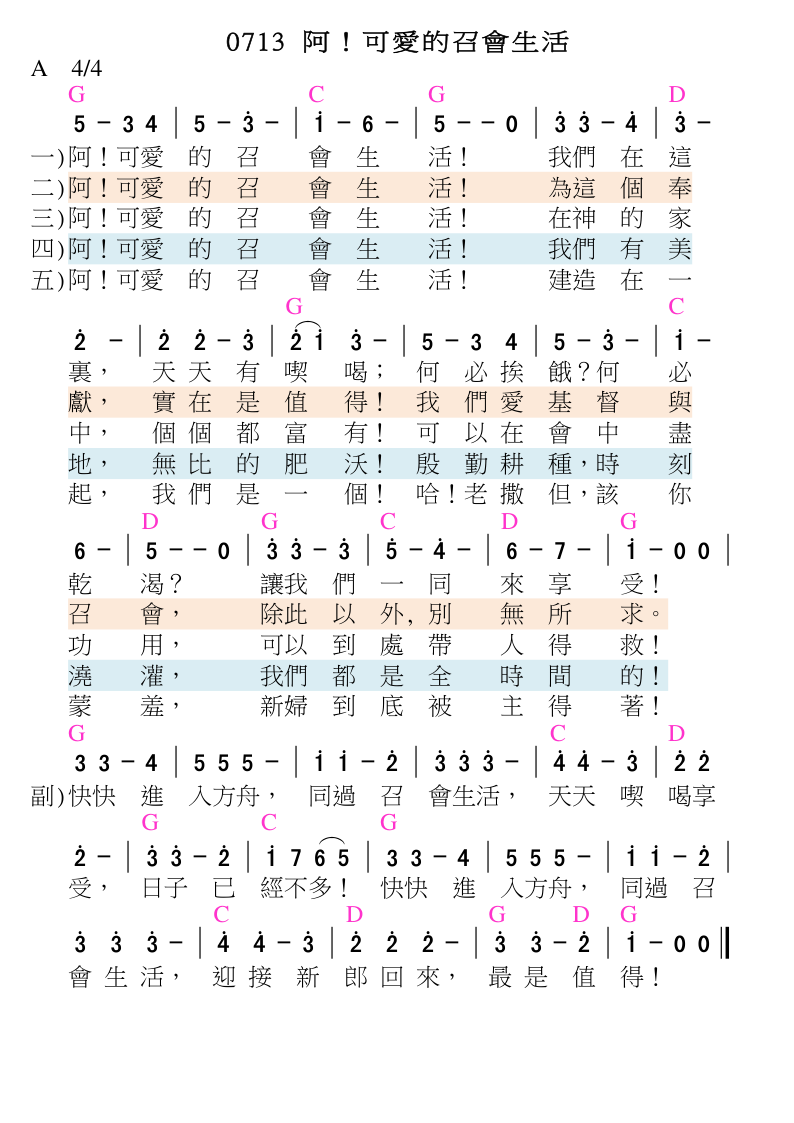 0713 阿！可愛的召會生活
A 4/4
G C G D
5 - 3 4 | 5 - 3̇ - | 1̇ - 6 - | 5 - - 0 | 3̇ 3̇ - 4̇ | 3̇ -
一)阿！可愛 的 召 會 生 活！ 我們 在 這
二)阿！可愛 的 召 會 生 活！ 為這 個 奉
三)阿！可愛 的 召 會 生 活！ 在神 的 家
四)阿！可愛 的 召 會 生 活！ 我們 有 美
五)阿！可愛 的 召 會 生 活！ 建造 在 一
G C
2̇ - | 2̇ 2̇ - 3̇ | 2̇ 1̇ 3̇ - | 5 - 3 4 | 5 - 3̇ - | 1̇ -
裏， 天 天 有 喫 喝； 何 必 挨 餓？何 必
獻， 實 在 是 值 得！ 我 們 愛 基 督 與
中， 個 個 都 富 有！ 可 以 在 會 中 盡
地， 無 比 的 肥 沃！ 殷 勤 耕 種，時 刻
起， 我 們 是 一 個！ 哈！老 撒 但，該 你
D G C D G
6 - | 5 - - 0 | 3̇ 3̇ - 3̇ | 5̇ - 4̇ - | 6 - 7 - | 1̇ - 0 0 |
乾 渴？ 讓我 們 一 同 來 享 受！
召 會， 除此 以 外，別 無 所 求。
功 用， 可以 到 處 帶 人 得 救！
澆 灌， 我們 都 是 全 時 間 的！
蒙 羞， 新婦 到 底 被 主 得 著！
G C D
3 3 - 4 | 5 5 5 - | 1̇ 1̇ - 2̇ | 3̇ 3̇ 3̇ - | 4̇ 4̇ - 3̇ | 2̇ 2̇
副)快快 進 入方舟， 同過 召 會生活， 天天 喫 喝享
G C G
2̇ - | 3̇ 3̇ - 2̇ | 1̇ 7 6 5 | 3 3 - 4 | 5 5 5 - | 1̇ 1̇ - 2̇ |
受， 日子 已 經不多！ 快快 進 入方舟， 同過 召
C D G D G
3̇ 3̇ 3̇ - | 4̇ 4̇ - 3̇ | 2̇ 2̇ 2̇ - | 3̇ 3̇ - 2̇ | 1̇ - 0 0 ‖
會 生 活， 迎 接 新 郎 回 來， 最 是 值 得！